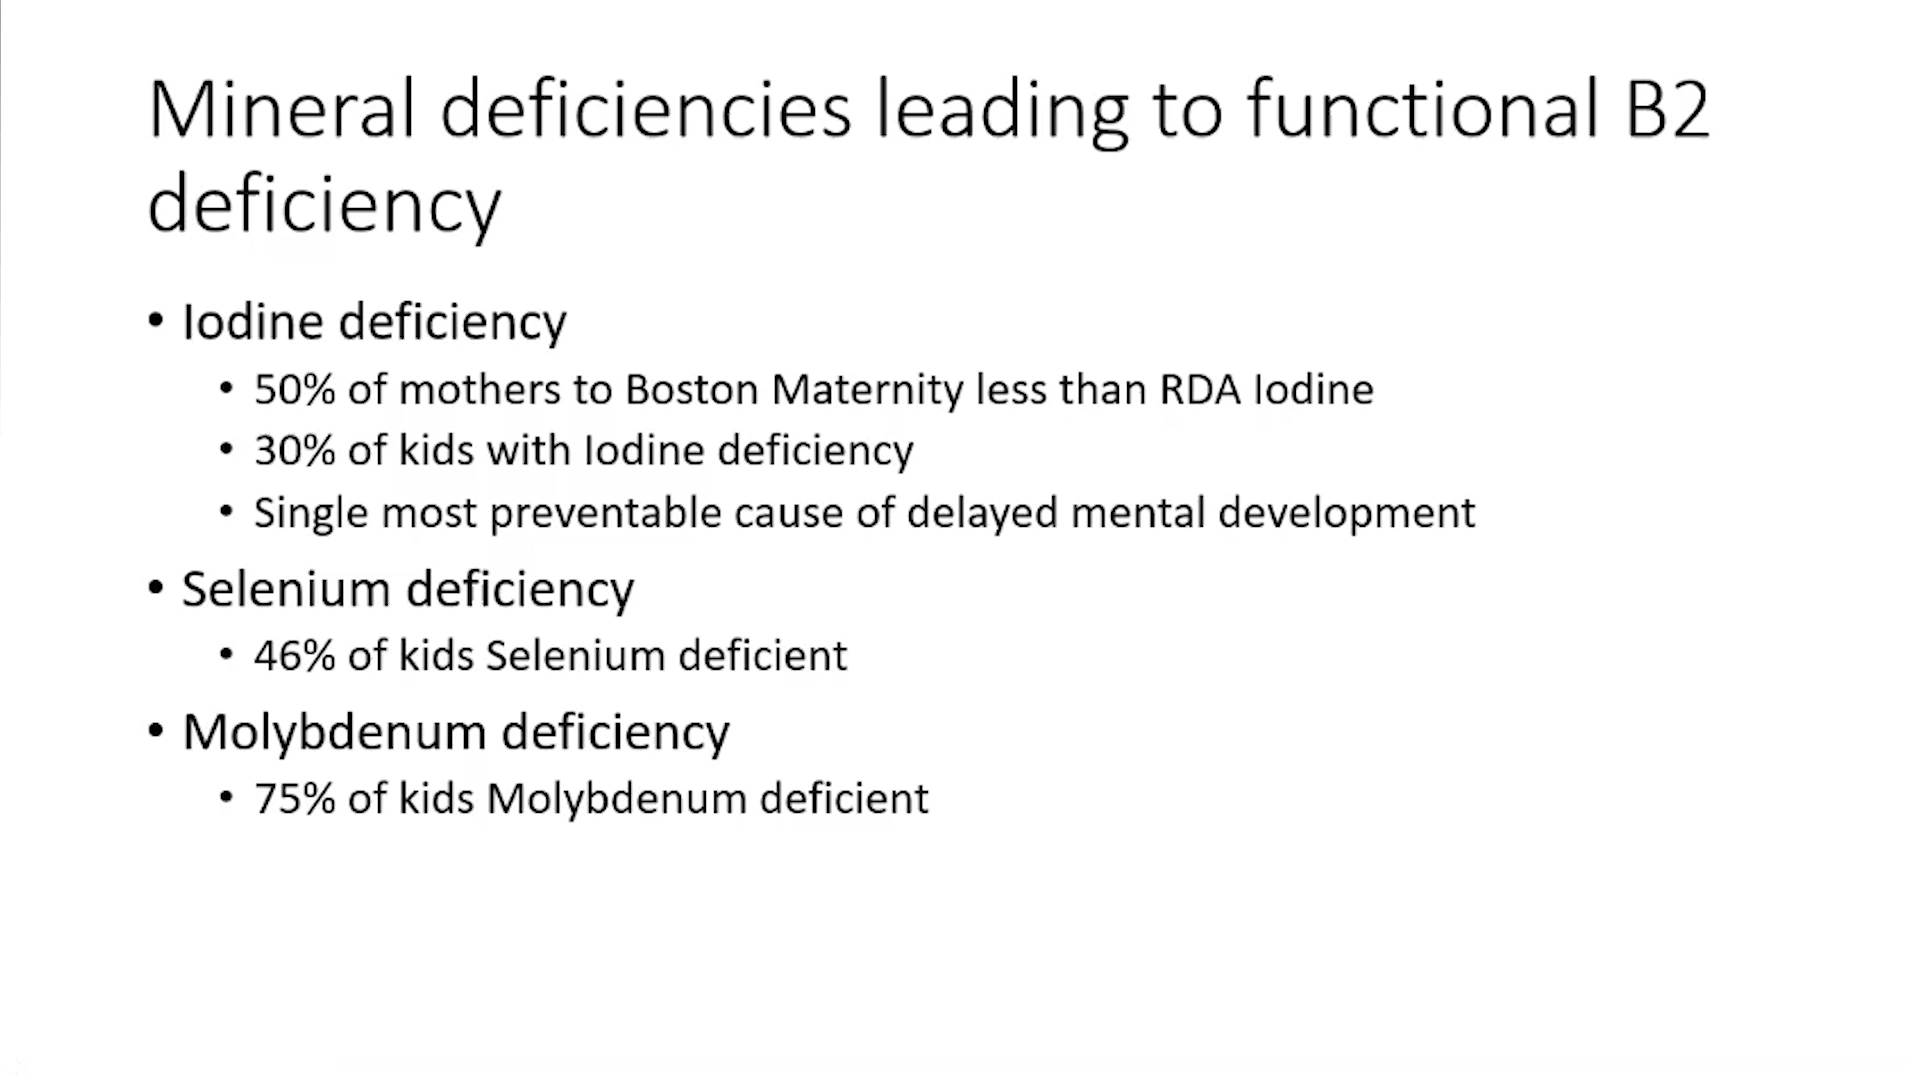 Mineral deficiencies leading to functional B2
deficiency
• Iodine deficiency
• 50% of mothers to Boston Maternity less than RDA Iodine
• 30% of kids with Iodine deficiency
• Single most preventable cause of delayed mental development
• Selenium deficiency
• 46% of kids Selenium deficient
• Molybdenum deficiency
• 75% of kids Molybdenum deficient